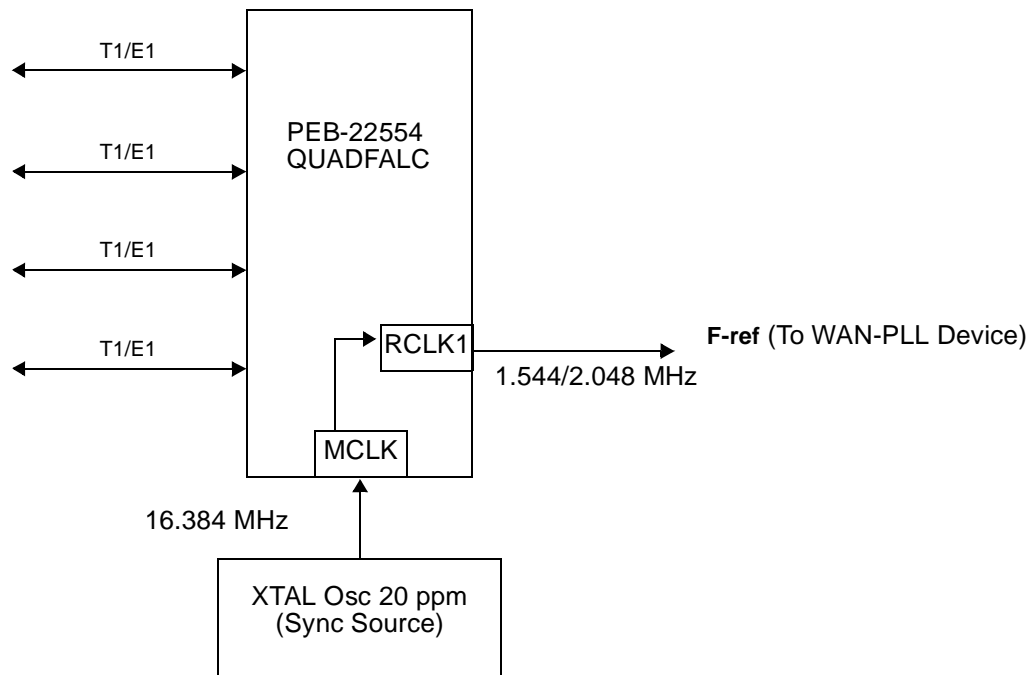 T1/E1
PEB-22554
QUADFALC
T1/E1
T1/E1
T1/E1
RCLK1
F-ref (To WAN-PLL Device)
1.544/2.048 MHz
MCLK
16.384 MHz
XTAL Osc 20 ppm
(Sync Source)